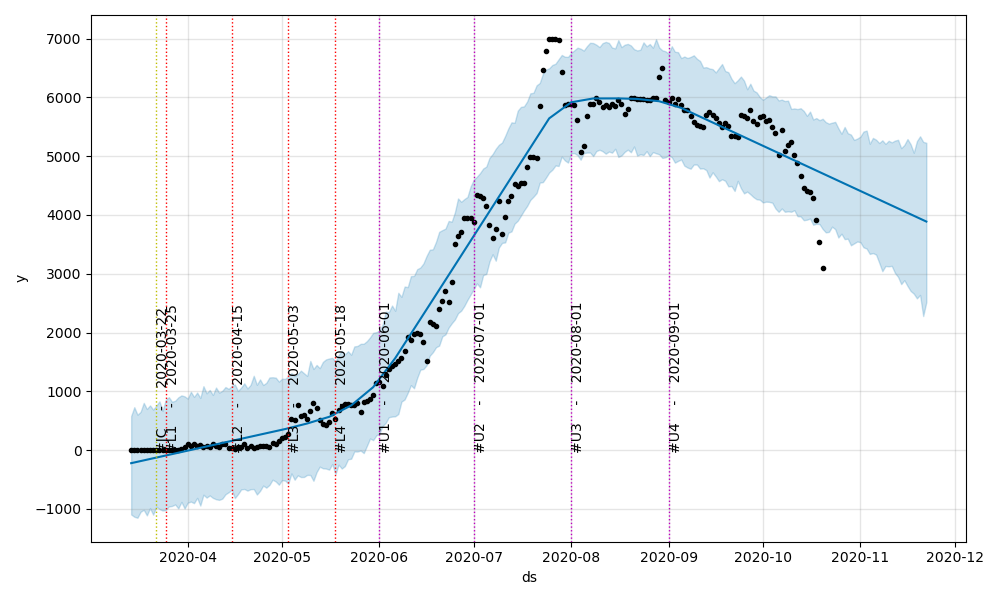 7000
6000
5000
4000
3000
2000
1000
0
−1000
y
#JC - 2020-03-22
#L1 - 2020-03-25
#L2 - 2020-04-15
#L3 - 2020-05-03
#L4 - 2020-05-18
#U1 - 2020-06-01
#U2 - 2020-07-01
#U3 - 2020-08-01
#U4 - 2020-09-01
2020-04
2020-05
2020-06
2020-07
2020-08
2020-09
2020-10
2020-11
2020-12
ds